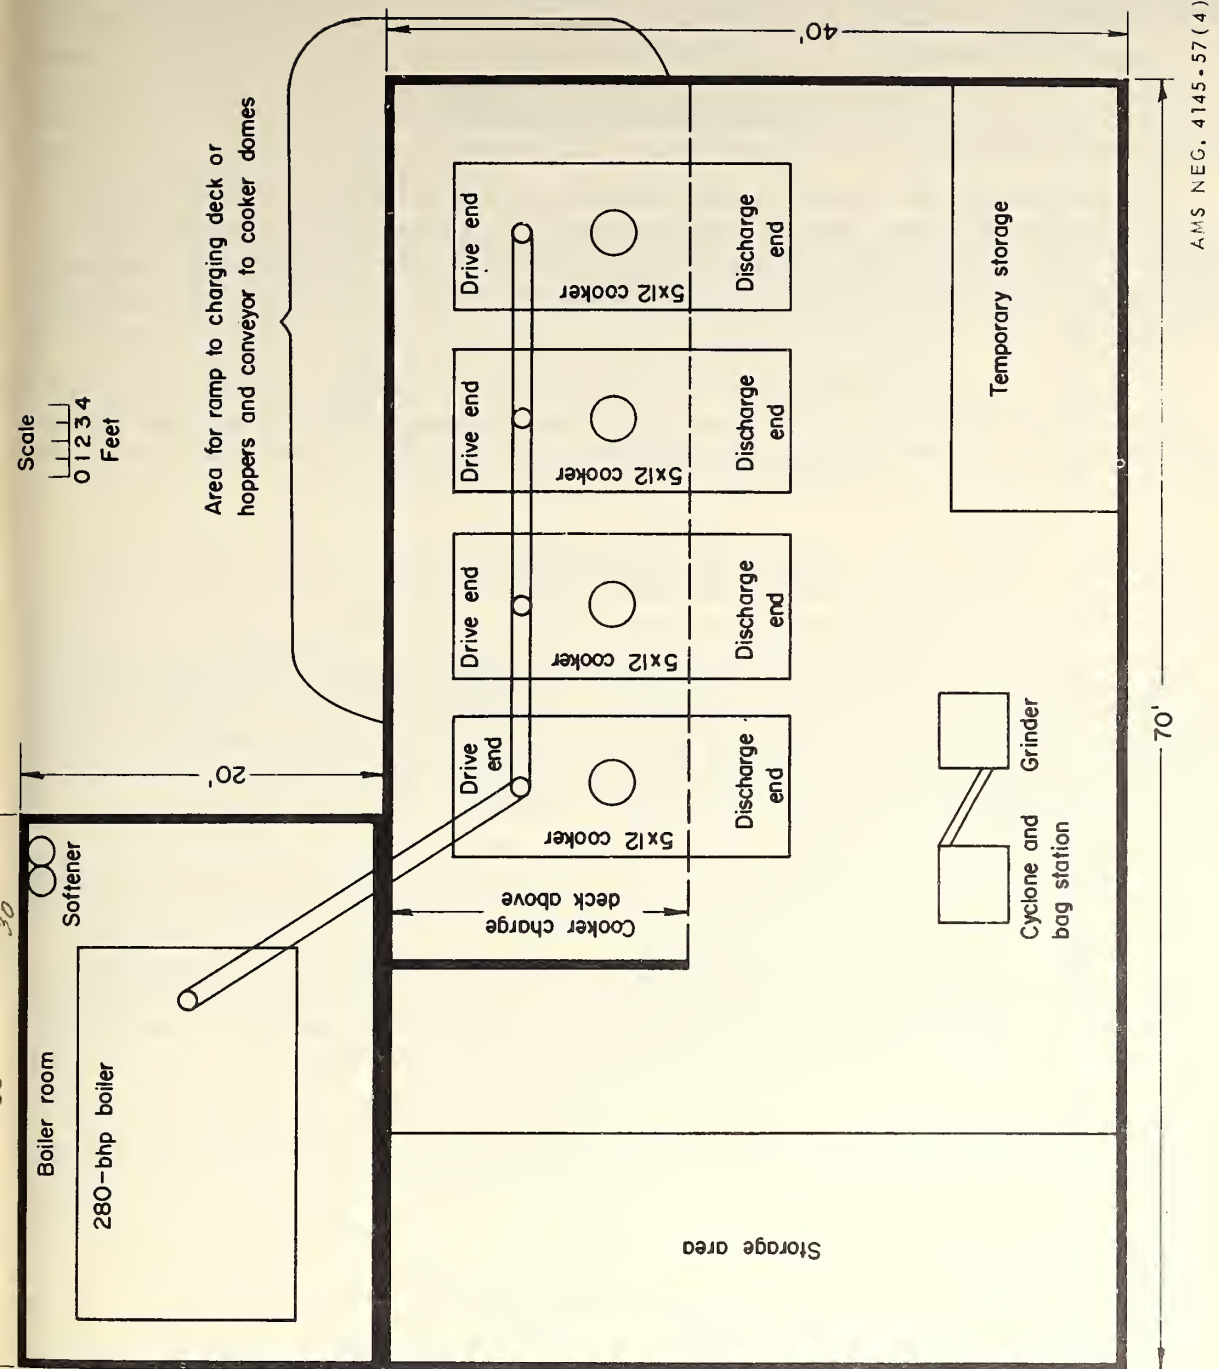 Scale
0 1 2 3 4
Feet
Area for ramp to charging deck or
hoppers and conveyor to cooker domes
40'
20'
30
Softener
Boiler room
280-bhp boiler
Drive end
5x12 cooker
Discharge
end
Drive end
5x12 cooker
Discharge
end
Drive end
5x12 cooker
Discharge
end
Drive
end
5x12 cooker
Discharge
end
Cooker charge
deck above
Temporary storage
Grinder
Cyclone and
bag station
Storage area
70'
AMS NEG. 4145-57(4)